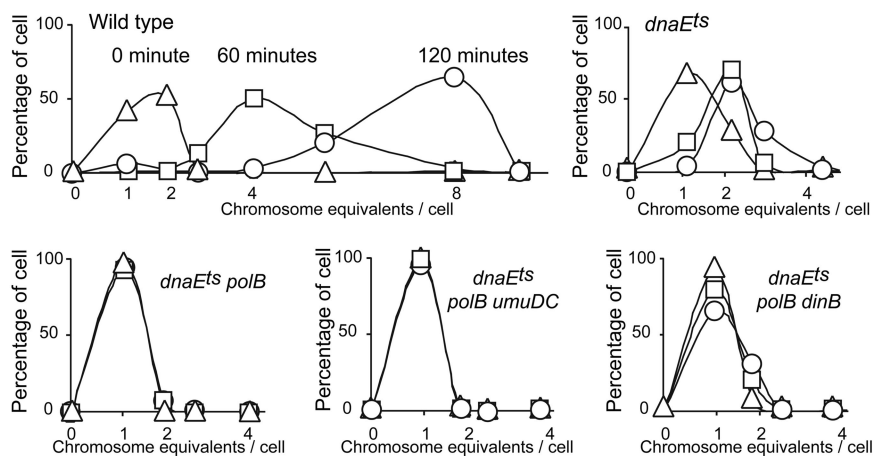 Wild type
0 minute 60 minutes 120 minutes
Percentage of cell
100
50
0
0 1 2 4 8
Chromosome equivalents / cell
dnaEts
Percentage of cell
100
50
0
0 1 2 4
Chromosome equivalents / cell
dnaEts polB
Percentage of cell
100
50
0
0 1 2 4
Chromosome equivalents / cell
dnaEts
polB umuDC
Percentage of cell
100
50
0
0 1 2 4
Chromosome equivalents / cell
dnaEts
polB dinB
Percentage of cell
100
50
0
0 1 2 4
Chromosome equivalents / cell